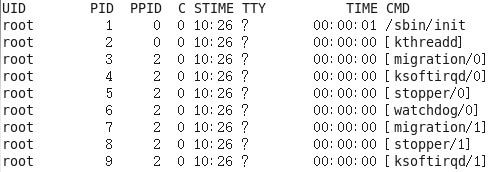 UID        PID  PPID  C STIME TTY          TIME CMD
root         1     0  0 10:26 ?        00:00:01 /sbin/init
root         2     0  0 10:26 ?        00:00:00 [kthreadd]
root         3     2  0 10:26 ?        00:00:00 [migration/0]
root         4     2  0 10:26 ?        00:00:00 [ksoftirqd/0]
root         5     2  0 10:26 ?        00:00:00 [stopper/0]
root         6     2  0 10:26 ?        00:00:00 [watchdog/0]
root         7     2  0 10:26 ?        00:00:00 [migration/1]
root         8     2  0 10:26 ?        00:00:00 [stopper/1]
root         9     2  0 10:26 ?        00:00:00 [ksoftirqd/1]